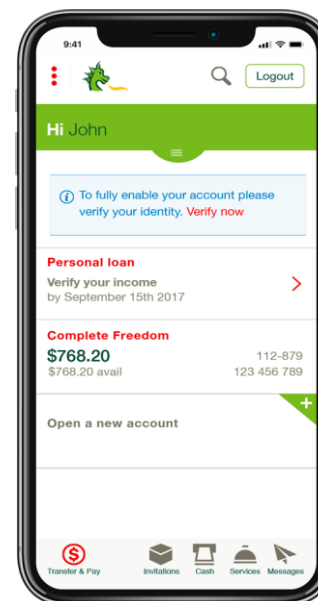 9:41
Logout
Hi John
To fully enable your account please
verify your identity. Verify now
Personal loan
Verify your income
by September 15th 2017
Complete Freedom
$768.20 112-879
$768.20 avail 123 456 789
Open a new account
Transfer & Pay Invitations Cash Services Messages